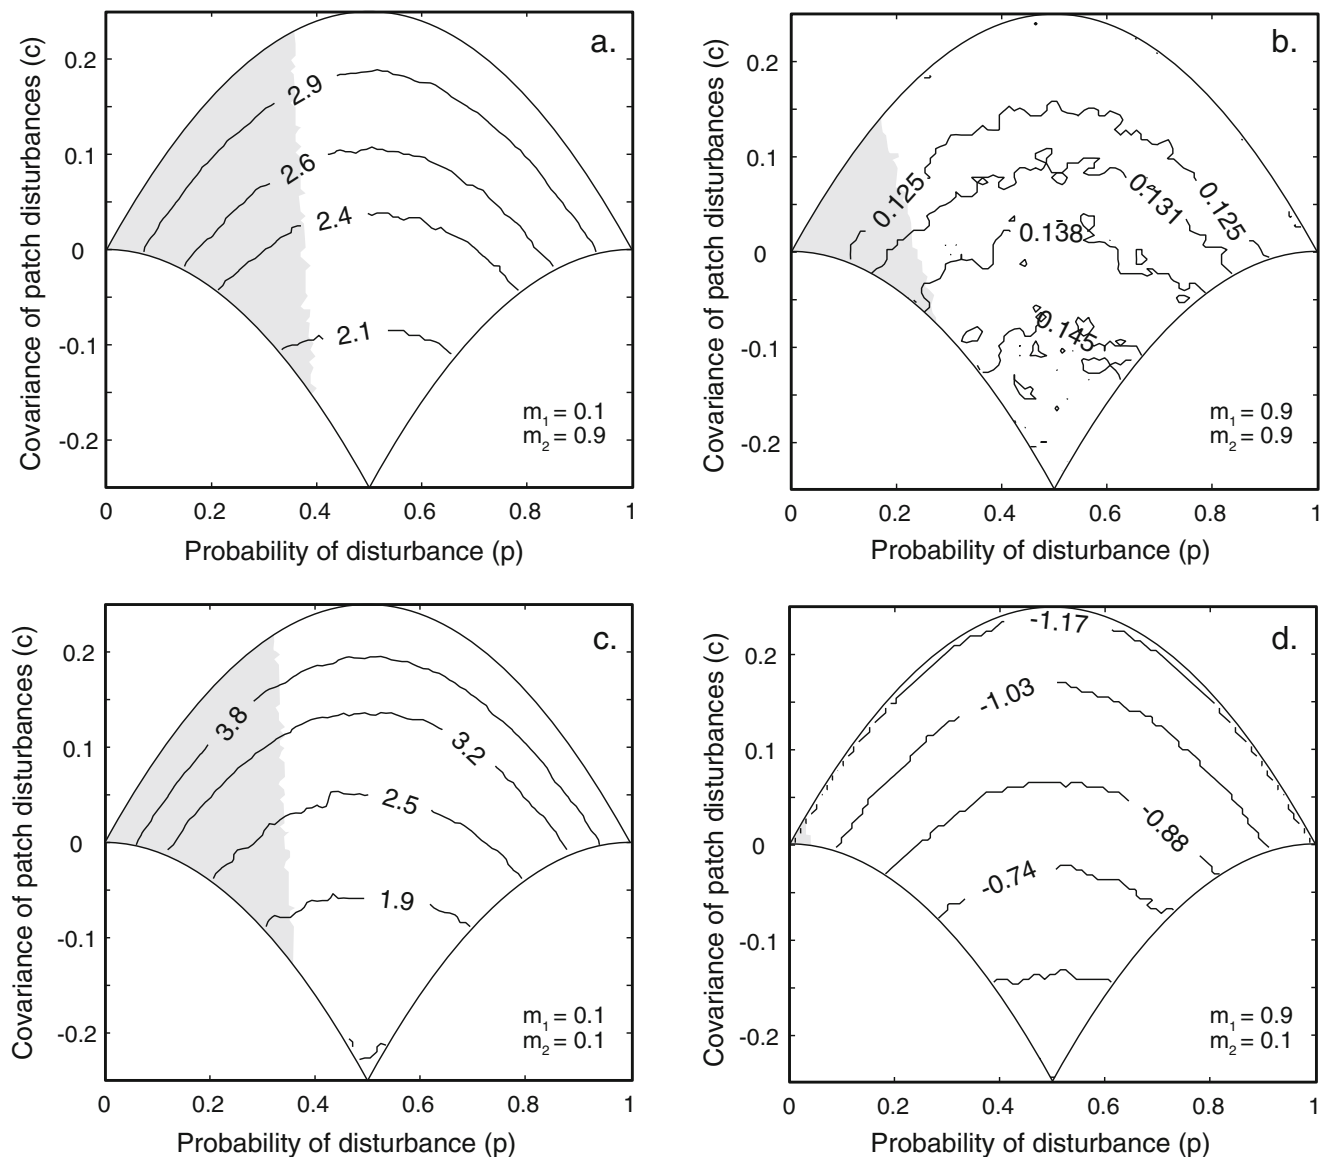 a.
Covariance of patch disturbances (c)
0.2
0.1
0
-0.1
-0.2
2.9
2.6
2.4
2.1
m1 = 0.1
m2 = 0.9
0 0.2 0.4 0.6 0.8 1
Probability of disturbance (p)
b.
Covariance of patch disturbances (c)
0.2
0.1
0
-0.1
-0.2
0.125
0.131
0.125
0.138
0.145
m1 = 0.9
m2 = 0.9
0 0.2 0.4 0.6 0.8 1
Probability of disturbance (p)
c.
Covariance of patch disturbances (c)
0.2
0.1
0
-0.1
-0.2
3.8
3.2
2.5
1.9
m1 = 0.1
m2 = 0.1
0 0.2 0.4 0.6 0.8 1
Probability of disturbance (p)
d.
Covariance of patch disturbances (c)
0.2
0.1
0
-0.1
-0.2
-1.17
-1.03
-0.88
-0.74
m1 = 0.9
m2 = 0.1
0 0.2 0.4 0.6 0.8 1
Probability of disturbance (p)